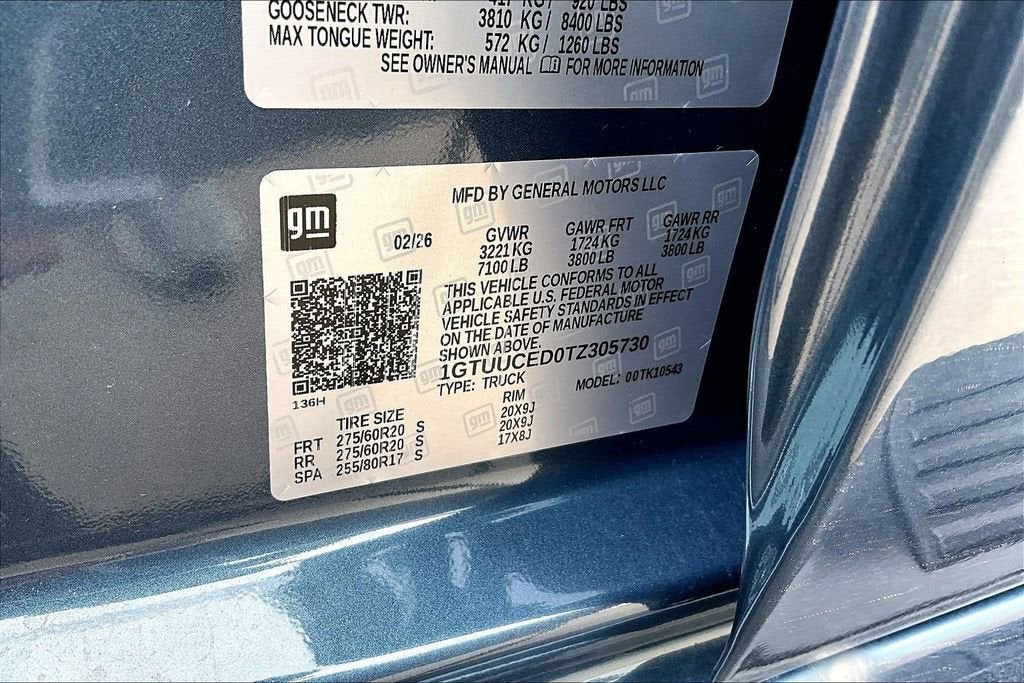 417 KG/ 920 LBS
GOOSENECK TWR: 3810 KG/ 8400 LBS
MAX TONGUE WEIGHT: 572 KG/ 1260 LBS
SEE OWNER'S MANUAL FOR MORE INFORMATION
gm
MFD BY GENERAL MOTORS LLC
02/26
GVWR GAWR FRT GAWR RR
3221 KG 1724 KG 1724 KG
7100 LB 3800 LB 3800 LB
THIS VEHICLE CONFORMS TO ALL
APPLICABLE U.S. FEDERAL MOTOR
VEHICLE SAFETY STANDARDS IN EFFECT
ON THE DATE OF MANUFACTURE
SHOWN ABOVE.
1GTUUCED0TZ305730
TYPE: TRUCK MODEL: 00TK10543
136H
TIRE SIZE RIM
FRT 275/60R20 S 20X9J
RR 275/60R20 S 20X9J
SPA 255/80R17 S 17X8J